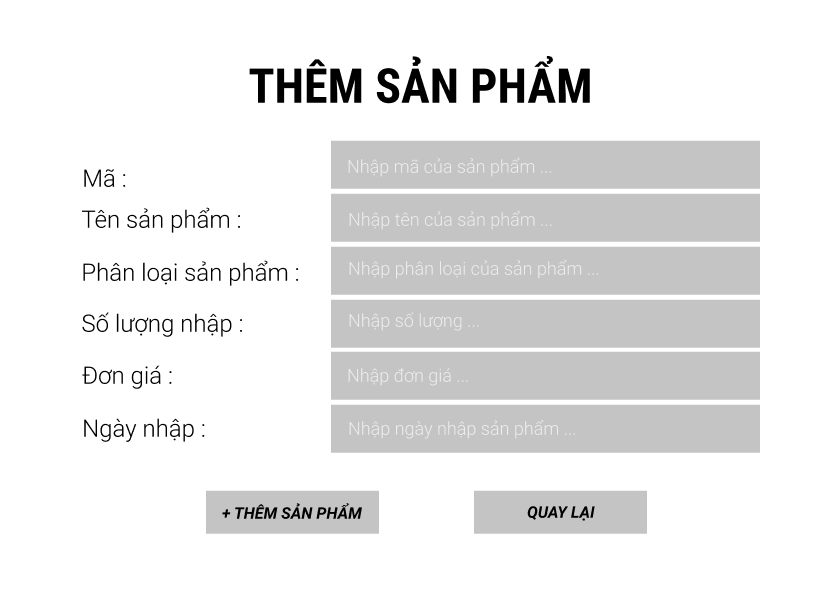 THÊM SẢN PHẨM
Mã :
Nhập mã của sản phẩm ...
Tên sản phẩm :
Nhập tên của sản phẩm ...
Phân loại sản phẩm :
Nhập phân loại của sản phẩm ...
Số lượng nhập :
Nhập số lượng ...
Đơn giá :
Nhập đơn giá ...
Ngày nhập :
Nhập ngày nhập sản phẩm ...
+ THÊM SẢN PHẨM
QUAY LẠI